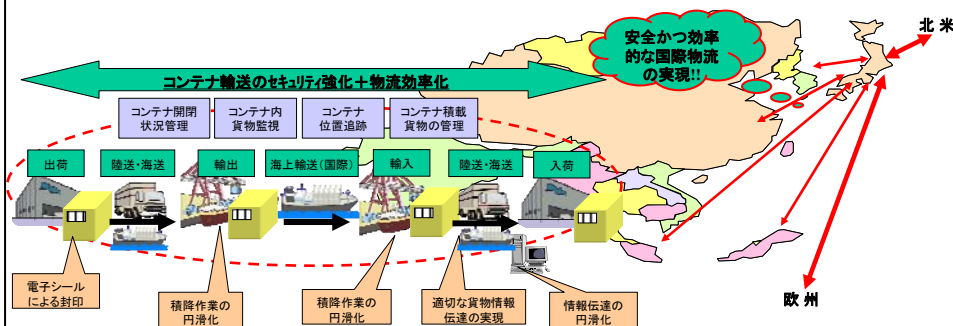 北 米
安全かつ効率
的な国際物流
の実現!!
コンテナ輸送のセキュリティ強化＋物流効率化
コンテナ開閉
状況管理
コンテナ内
貨物監視
コンテナ
位置追跡
コンテナ積載
貨物の管理
出荷
陸送・海送
輸出
海上輸送(国際)
輸入
陸送・海送
入荷
電子シール
による封印
積降作業の
円滑化
積降作業の
円滑化
適切な貨物情報
伝達の実現
情報伝達の
円滑化
欧 州